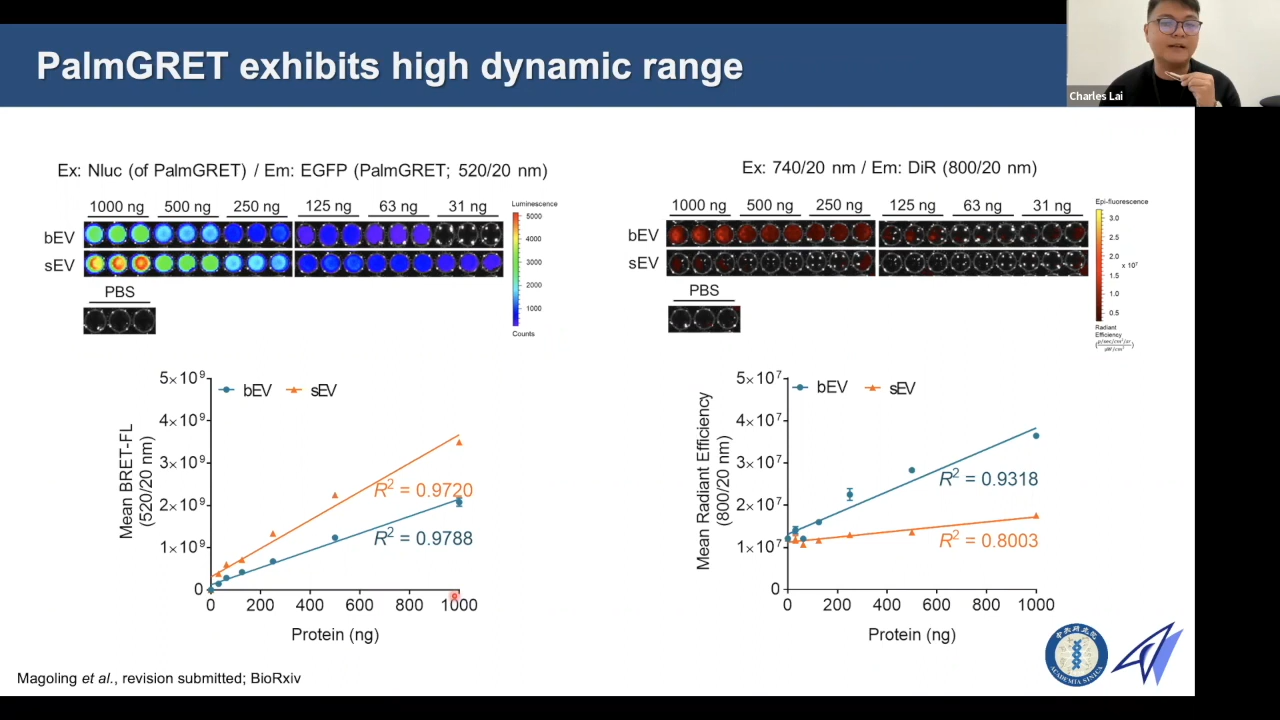 PalmGRET exhibits high dynamic range
Charles Lai
Ex: Nluc (of PalmGRET) / Em: EGFP (PalmGRET; 520/20 nm)
1000 ng 500 ng 250 ng 125 ng 63 ng 31 ng
Luminescence
5000
4000
3000
2000
1000
Counts
bEV
sEV
PBS
Ex: 740/20 nm / Em: DiR (800/20 nm)
1000 ng 500 ng 250 ng 125 ng 63 ng 31 ng
Epi-fluorescence
3.0
2.5
2.0
x 10⁷
1.5
1.0
0.5
Radiant
Efficiency
bEV
sEV
PBS
Mean BRET-FL
(520/20 nm)
5×10⁹
4×10⁹
3×10⁹
2×10⁹
1×10⁹
0
bEV sEV
R² = 0.9720
R² = 0.9788
0 200 400 600 800 1000
Protein (ng)
Mean Radiant Efficiency
(800/20 nm)
5×10⁷
4×10⁷
3×10⁷
2×10⁷
1×10⁷
0
bEV sEV
R² = 0.9318
R² = 0.8003
0 200 400 600 800 1000
Protein (ng)
Magoling et al., revision submitted; BioRxiv
中央研究院
ACADEMIA SINICA